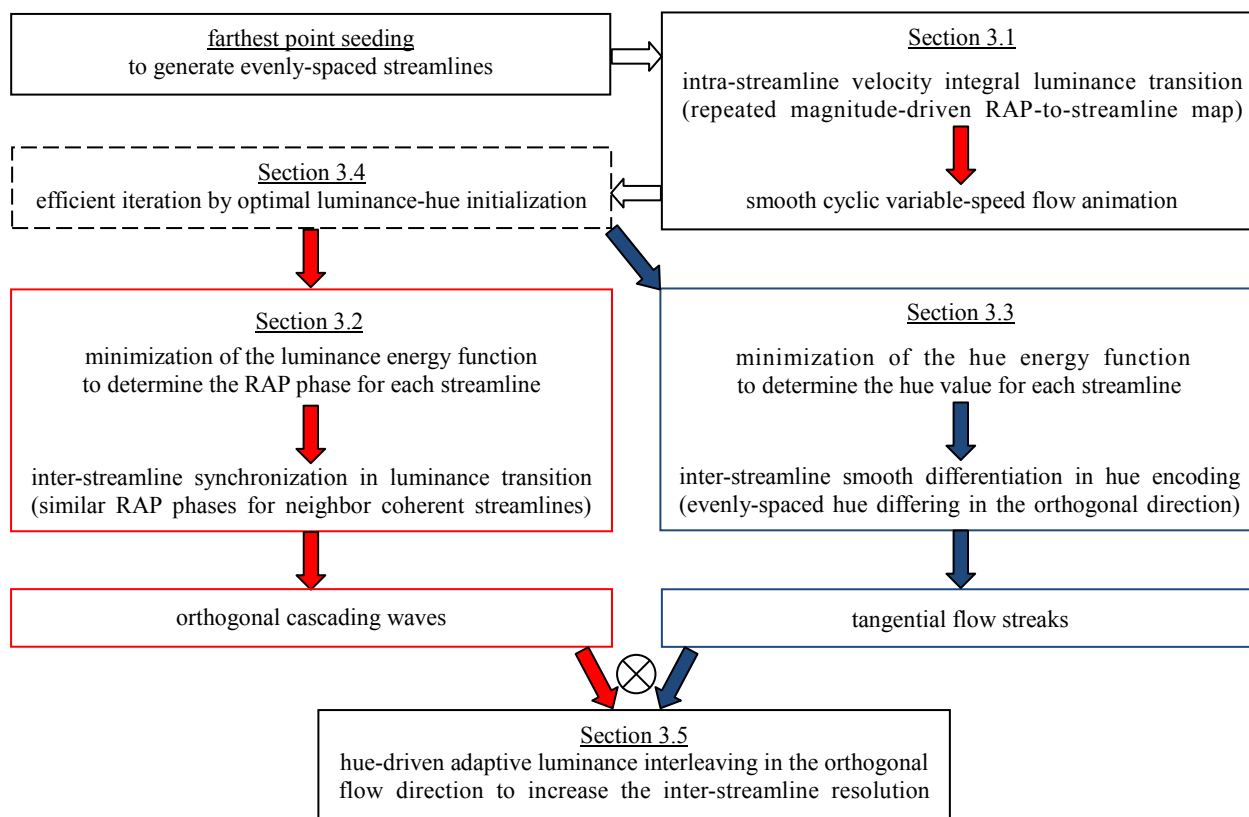 farthest point seeding
to generate evenly-spaced streamlines
Section 3.1
intra-streamline velocity integral luminance transition
(repeated magnitude-driven RAP-to-streamline map)
smooth cyclic variable-speed flow animation
Section 3.4
efficient iteration by optimal luminance-hue initialization
Section 3.2
minimization of the luminance energy function
to determine the RAP phase for each streamline
inter-streamline synchronization in luminance transition
(similar RAP phases for neighbor coherent streamlines)
Section 3.3
minimization of the hue energy function
to determine the hue value for each streamline
inter-streamline smooth differentiation in hue encoding
(evenly-spaced hue differing in the orthogonal direction)
orthogonal cascading waves
tangential flow streaks
Section 3.5
hue-driven adaptive luminance interleaving in the orthogonal
flow direction to increase the inter-streamline resolution